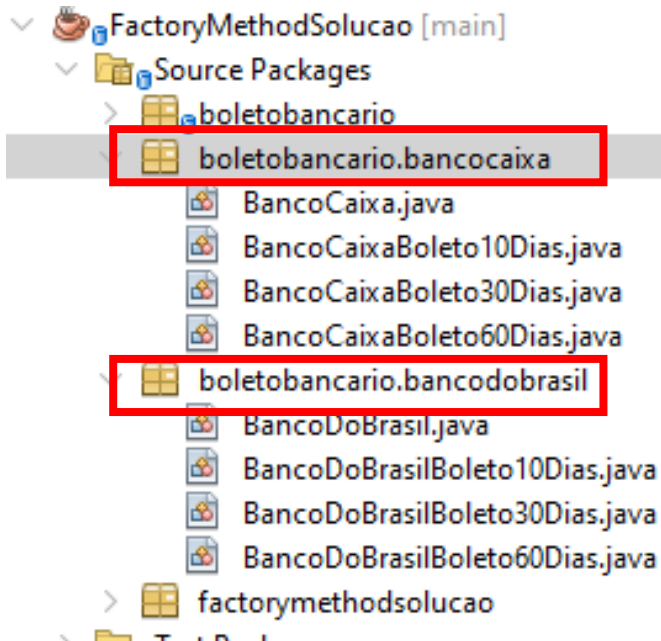 FactoryMethodSolucao [main]
Source Packages
boletobancario
boletobancario.bancocaixa
BancoCaixa.java
BancoCaixaBoleto10Dias.java
BancoCaixaBoleto30Dias.java
BancoCaixaBoleto60Dias.java
boletobancario.bancodobrasil
BancoDoBrasil.java
BancoDoBrasilBoleto10Dias.java
BancoDoBrasilBoleto30Dias.java
BancoDoBrasilBoleto60Dias.java
factorymethodsolucao